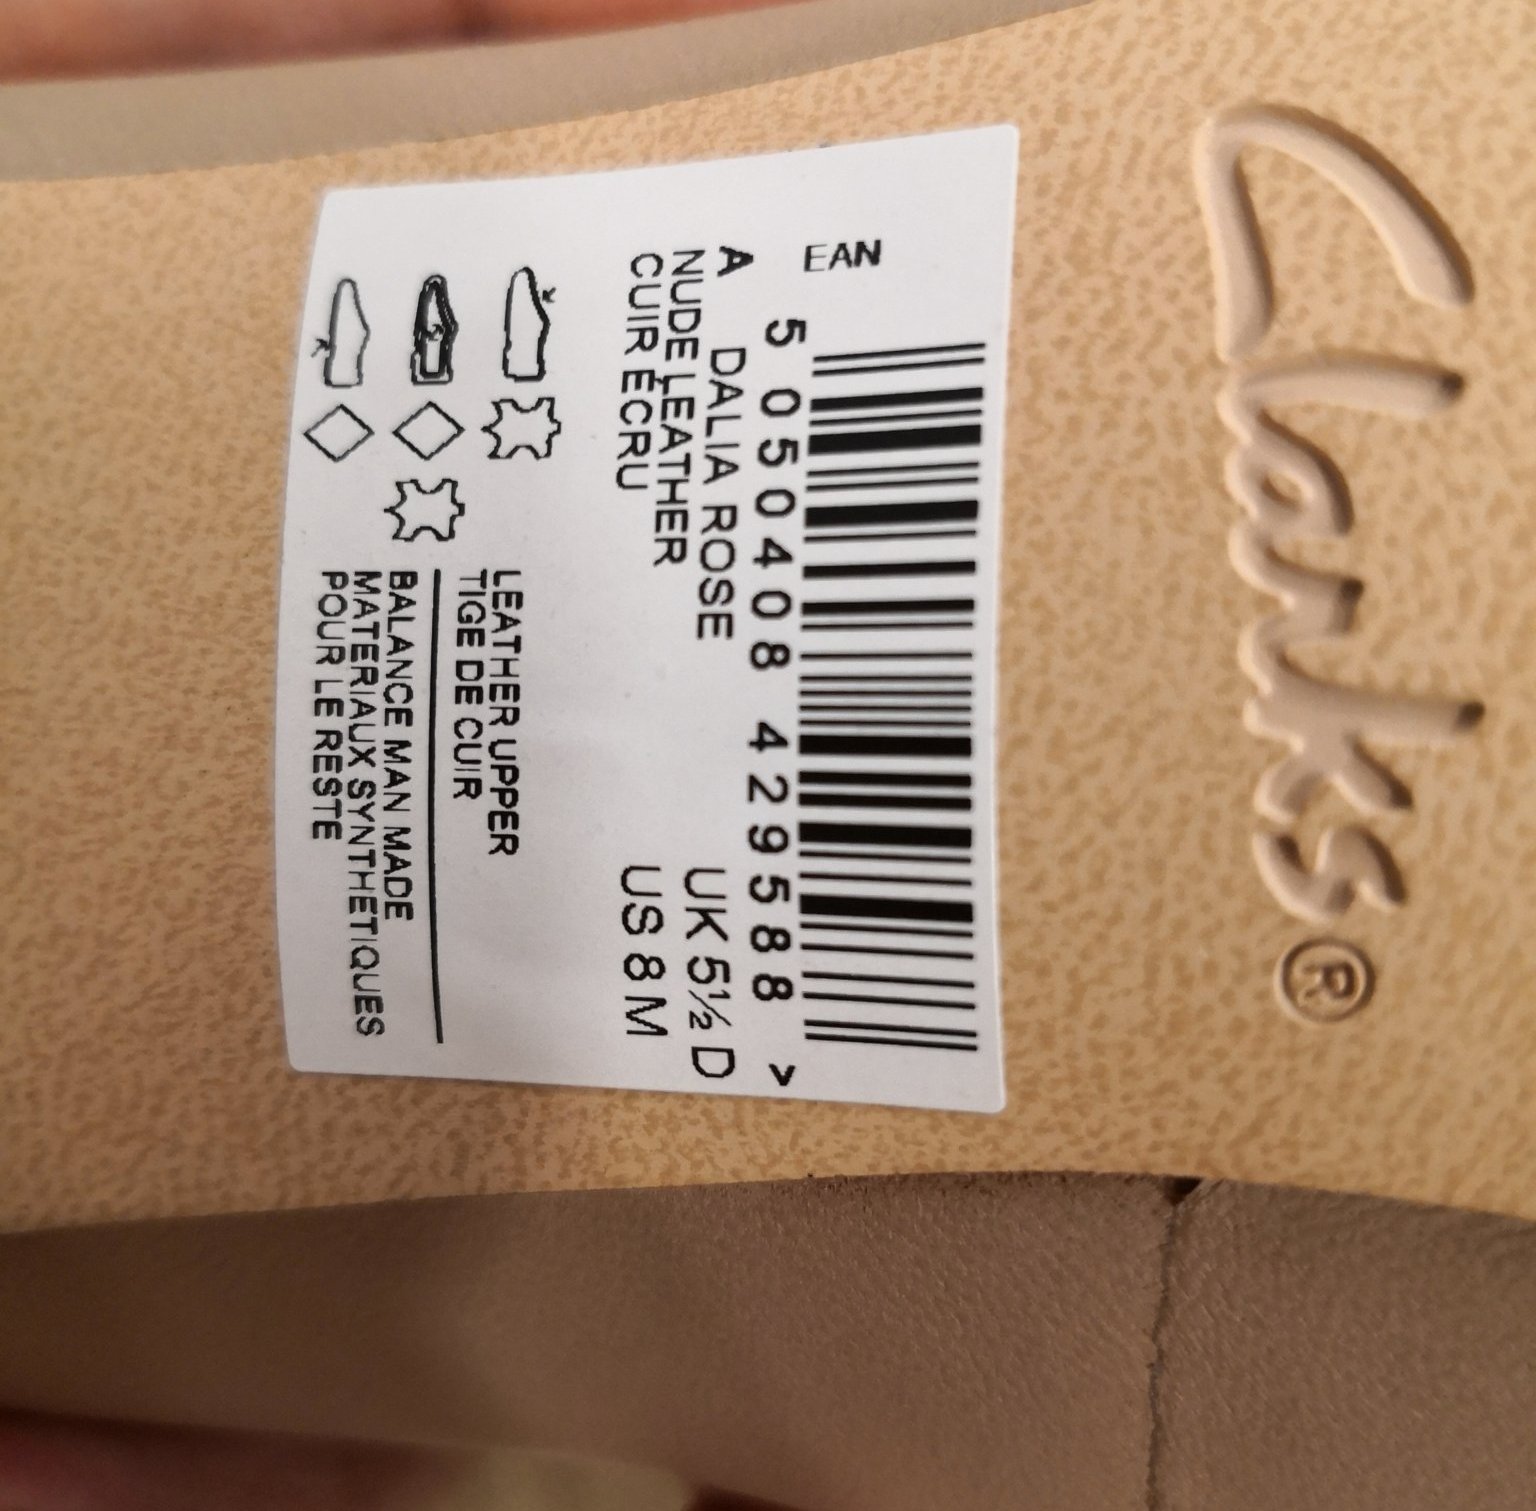 Clarks®
EAN
5 050408 429588 >
A DALIA ROSE UK 5½ D
NUDE LEATHER US 8 M
CUIR ÉCRU
LEATHER UPPER
TIGE DE CUIR
BALANCE MAN MADE
MATERIAUX SYNTHETIQUES
POUR LE RESTE